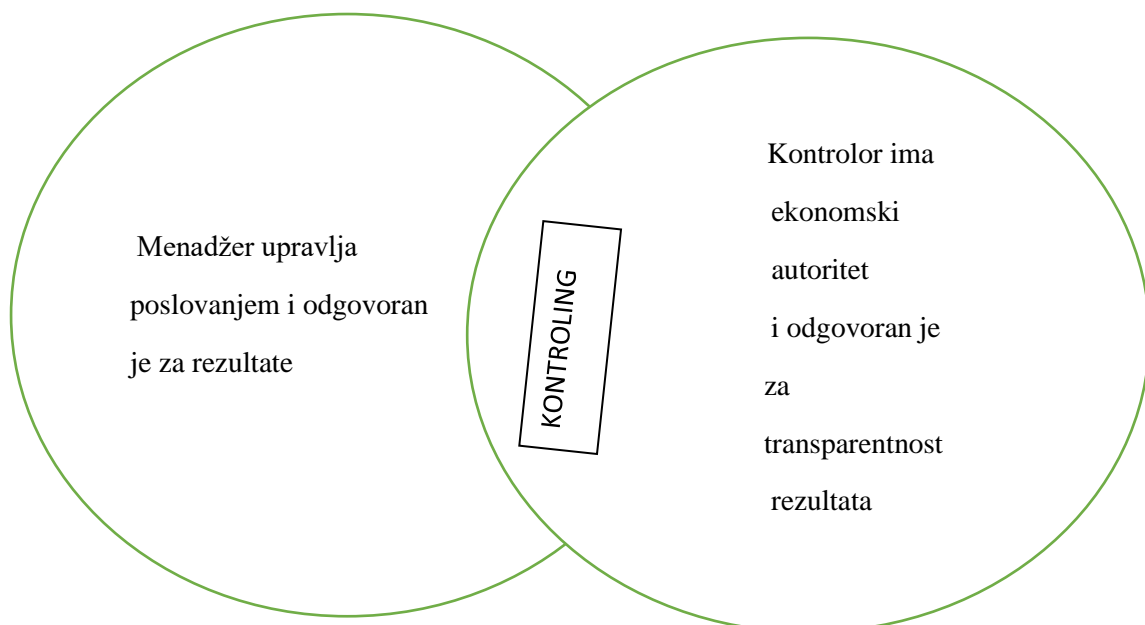 Menadžer upravlja
poslovanjem i odgovoran
je za rezultate
KONTROLING
Kontrolor ima
ekonomski
autoritet
i odgovoran je
za
transparentnost
rezultata